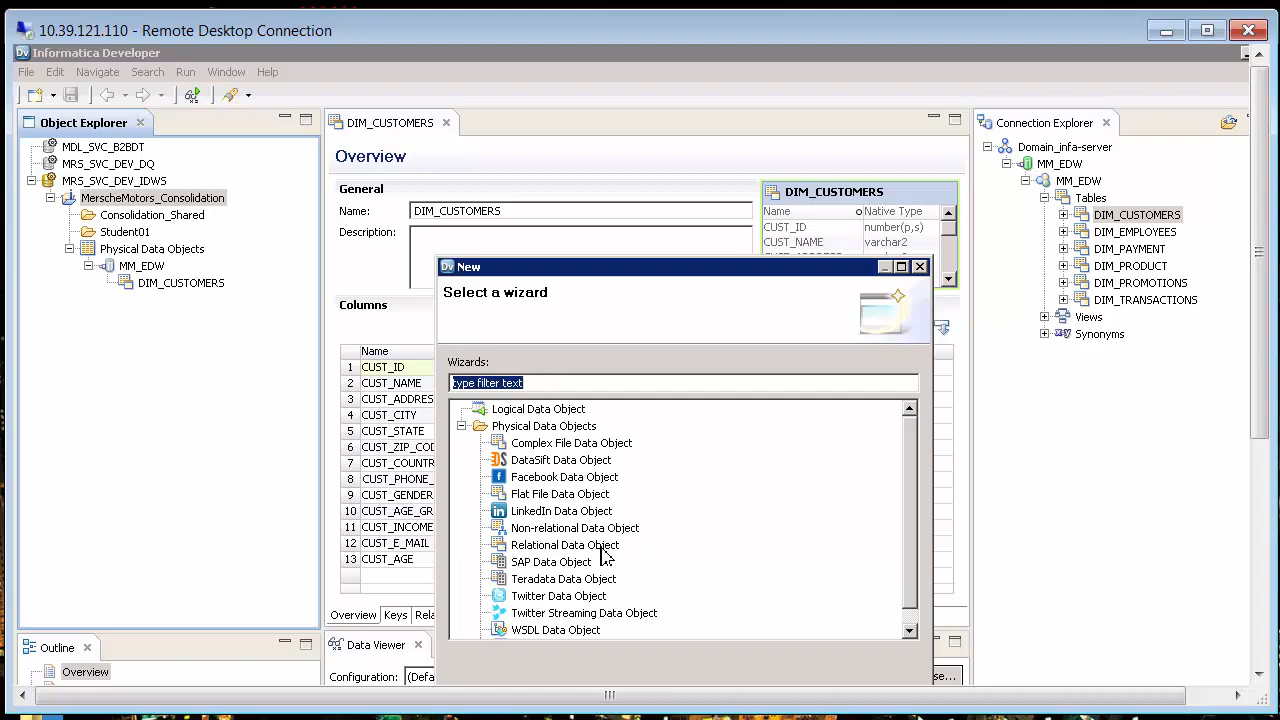 10.39.121.110 - Remote Desktop Connection
Dv Informatica Developer
File Edit Navigate Search Run Window Help
Object Explorer
MDL_SVC_B2BDT
MRS_SVC_DEV_DQ
MRS_SVC_DEV_IDWS
MerscheMotors_Consolidation
Consolidation_Shared
Student01
Physical Data Objects
MM_EDW
DIM_CUSTOMERS
Outline
Overview
DIM_CUSTOMERS
Overview
General
Name: DIM_CUSTOMERS
Description:
DIM_CUSTOMERS
Name Native Type
CUST_ID number(p,s)
CUST_NAME varchar2
Columns
Name
1 CUST_ID
2 CUST_NAME
3 CUST_ADDRES
4 CUST_CITY
5 CUST_STATE
6 CUST_ZIP_COD
7 CUST_COUNTR
8 CUST_PHONE_
9 CUST_GENDER
10 CUST_AGE_GR
11 CUST_INCOME
12 CUST_E_MAIL
13 CUST_AGE
Overview Keys Rela
Data Viewer
Configuration: (Defa
se...
Dv New
Select a wizard
Wizards:
type filter text
Logical Data Object
Physical Data Objects
Complex File Data Object
DataSift Data Object
Facebook Data Object
Flat File Data Object
LinkedIn Data Object
Non-relational Data Object
Relational Data Object
SAP Data Object
Teradata Data Object
Twitter Data Object
Twitter Streaming Data Object
WSDL Data Object
Connection Explorer
Domain_infa-server
MM_EDW
MM_EDW
Tables
DIM_CUSTOMERS
DIM_EMPLOYEES
DIM_PAYMENT
DIM_PRODUCT
DIM_PROMOTIONS
DIM_TRANSACTIONS
Views
Synonyms